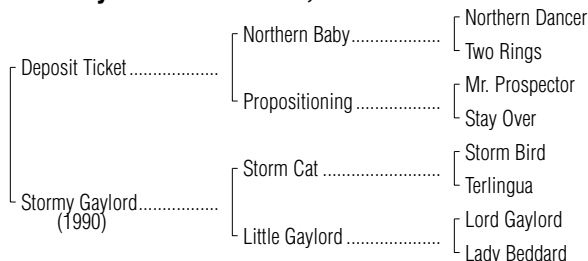 Northern Dancer
Northern Baby....................
Two Rings
Deposit Ticket....................
Mr. Prospector
Propositioning ...................
Stay Over
Storm Bird
Storm Cat .........................
Terlingua
Stormy Gaylord..................
(1990)
Lord Gaylord
Little Gaylord .....................
Lady Beddard